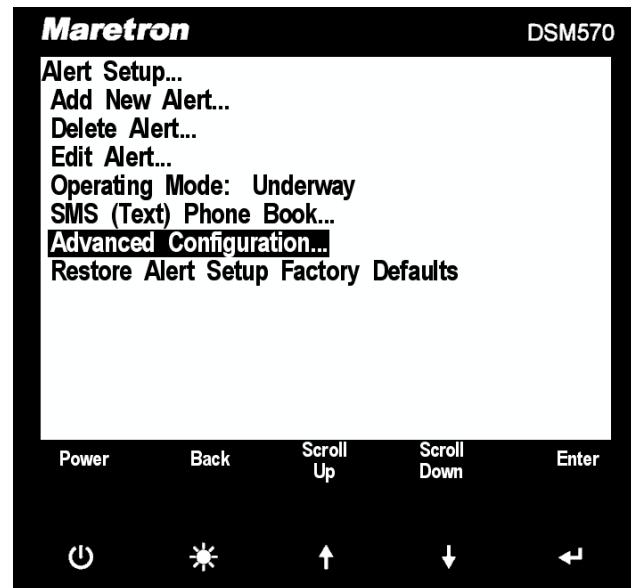 Maretron DSM570
Alert Setup...
Add New Alert...
Delete Alert...
Edit Alert...
Operating Mode: Underway
SMS (Text) Phone Book...
Advanced Configuration...
Restore Alert Setup Factory Defaults
Power Back Scroll Up Scroll Down Enter